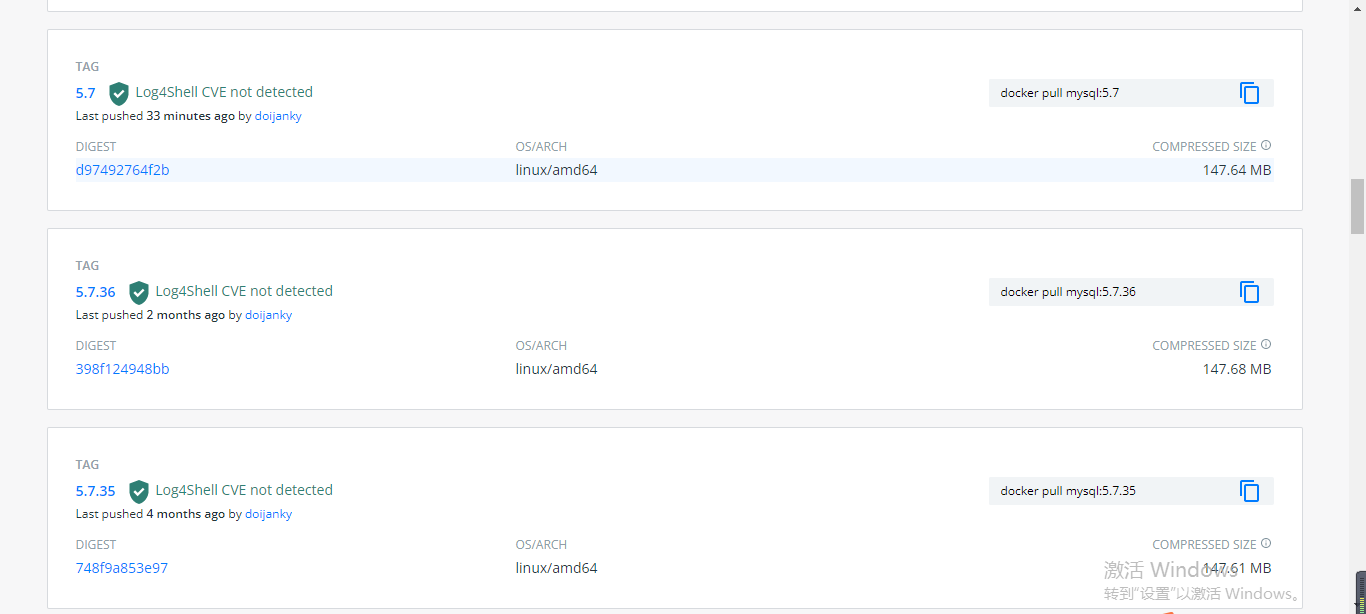 TAG
5.7 Log4Shell CVE not detected
docker pull mysql:5.7
Last pushed 33 minutes ago by doijanky
DIGEST OS/ARCH COMPRESSED SIZE
d97492764f2b linux/amd64 147.64 MB
TAG
5.7.36 Log4Shell CVE not detected
docker pull mysql:5.7.36
Last pushed 2 months ago by doijanky
DIGEST OS/ARCH COMPRESSED SIZE
398f124948bb linux/amd64 147.68 MB
TAG
5.7.35 Log4Shell CVE not detected
docker pull mysql:5.7.35
Last pushed 4 months ago by doijanky
DIGEST OS/ARCH COMPRESSED SIZE
748f9a853e97 linux/amd64 147.61 MB
激活 Windows
转到"设置"以激活 Windows。